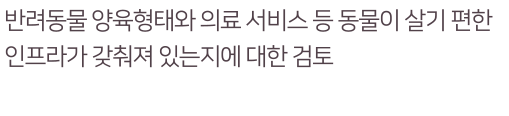 반려동물 양육형태와 의료 서비스 등 동물이 살기 편한
인프라가 갖춰져 있는지에 대한 검토